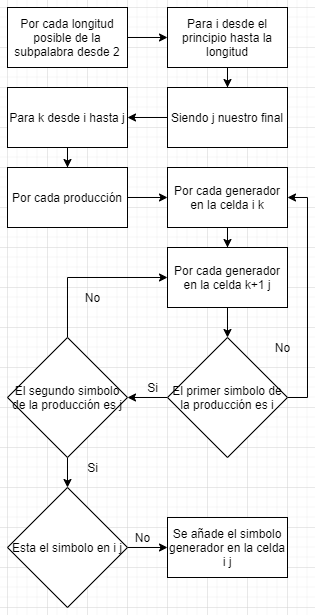 Por cada longitud
posible de la
subpalabra desde 2
Para i desde el
principio hasta la
longitud
Para k desde i hasta j
Siendo j nuestro final
Por cada producción
Por cada generador
en la celda i k
Por cada generador
en la celda k+1 j
No
No
El segundo simbolo
de la producción es j
Si
El primer simbolo de
la producción es i
Si
Esta el simbolo en i j
No
Se añade el simbolo
generador en la celda
i j